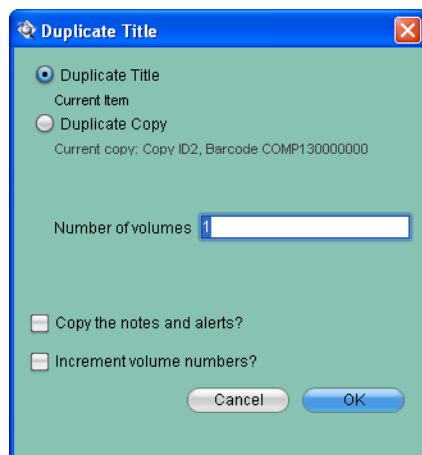 Duplicate Title
Duplicate Title
Current Item
Duplicate Copy
Current copy: Copy ID2, Barcode COMP130000000
Number of volumes 1
Copy the notes and alerts?
Increment volume numbers?
Cancel OK